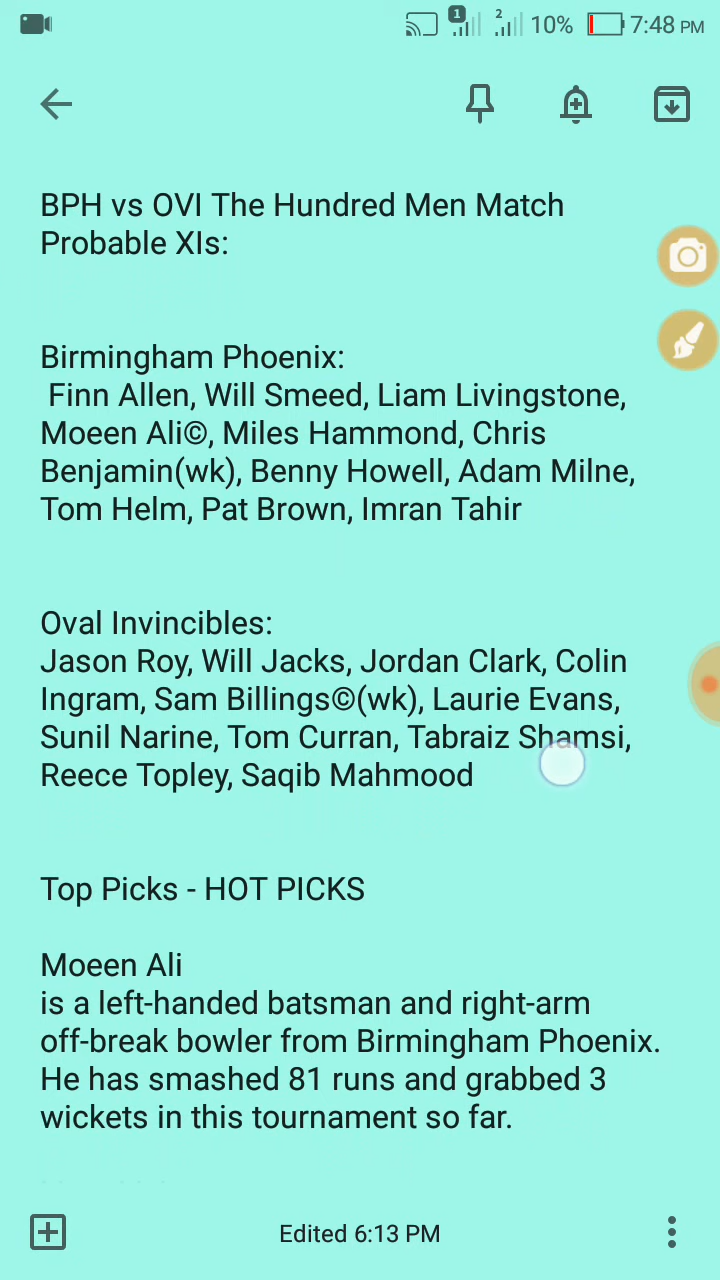 1 2 10% 7:48 PM
BPH vs OVI The Hundred Men Match
Probable XIs:
Birmingham Phoenix:
Finn Allen, Will Smeed, Liam Livingstone,
Moeen Ali©, Miles Hammond, Chris
Benjamin(wk), Benny Howell, Adam Milne,
Tom Helm, Pat Brown, Imran Tahir
Oval Invincibles:
Jason Roy, Will Jacks, Jordan Clark, Colin
Ingram, Sam Billings©(wk), Laurie Evans,
Sunil Narine, Tom Curran, Tabraiz Shamsi,
Reece Topley, Saqib Mahmood
Top Picks - HOT PICKS
Moeen Ali
is a left-handed batsman and right-arm
off-break bowler from Birmingham Phoenix.
He has smashed 81 runs and grabbed 3
wickets in this tournament so far.
Edited 6:13 PM